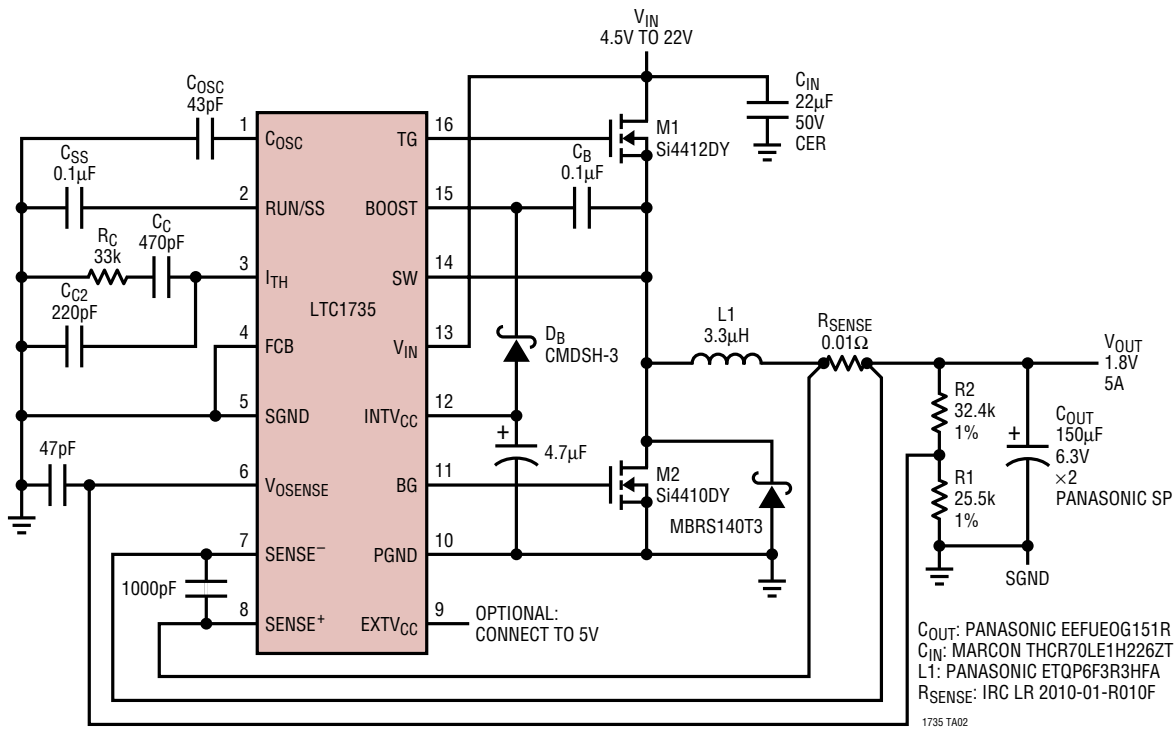 V_IN
4.5V TO 22V
C_OSC
43pF
C_SS
0.1µF
R_C
33k
C_C
470pF
C_C2
220pF
47pF
1000pF
1
C_OSC
2
RUN/SS
3
I_TH
4
FCB
5
SGND
6
V_OSENSE
7
SENSE⁻
8
SENSE⁺
LTC1735
TG
16
BOOST
15
SW
14
V_IN
13
INTV_CC
12
BG
11
PGND
10
EXTV_CC
9
OPTIONAL:
CONNECT TO 5V
C_IN
22µF
50V
CER
M1
Si4412DY
C_B
0.1µF
D_B
CMDSH-3
+
4.7µF
L1
3.3µH
R_SENSE
0.01Ω
M2
Si4410DY
MBRS140T3
V_OUT
1.8V
5A
R2
32.4k
1%
R1
25.5k
1%
+
C_OUT
150µF
6.3V
×2
PANASONIC SP
SGND
C_OUT: PANASONIC EEFUEOG151R
C_IN: MARCON THCR70LE1H226ZT
L1: PANASONIC ETQP6F3R3HFA
R_SENSE: IRC LR 2010-01-R010F
1735 TA02